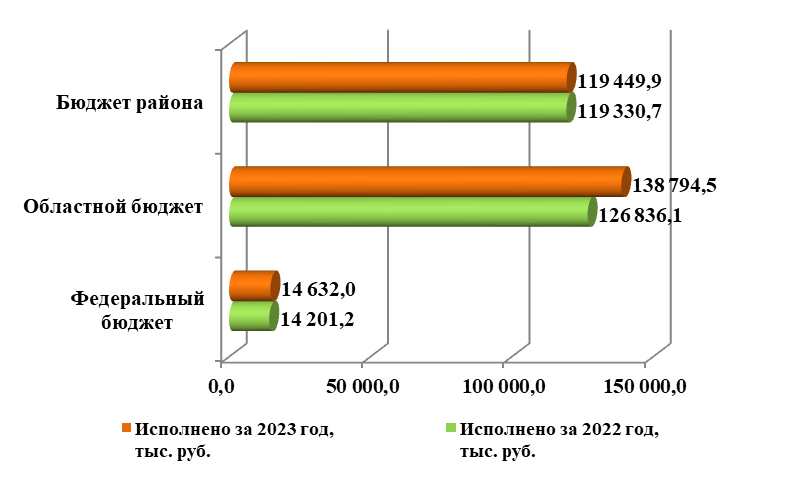 119 449,9
Бюджет района
119 330,7
138 794,5
Областной бюджет
126 836,1
14 632,0
Федеральный
бюджет
14 201,2
0,0
50 000,0
100 000,0
150 000,0
Исполнено за 2023 год,
тыс. руб.
Исполнено за 2022 год,
тыс. руб.